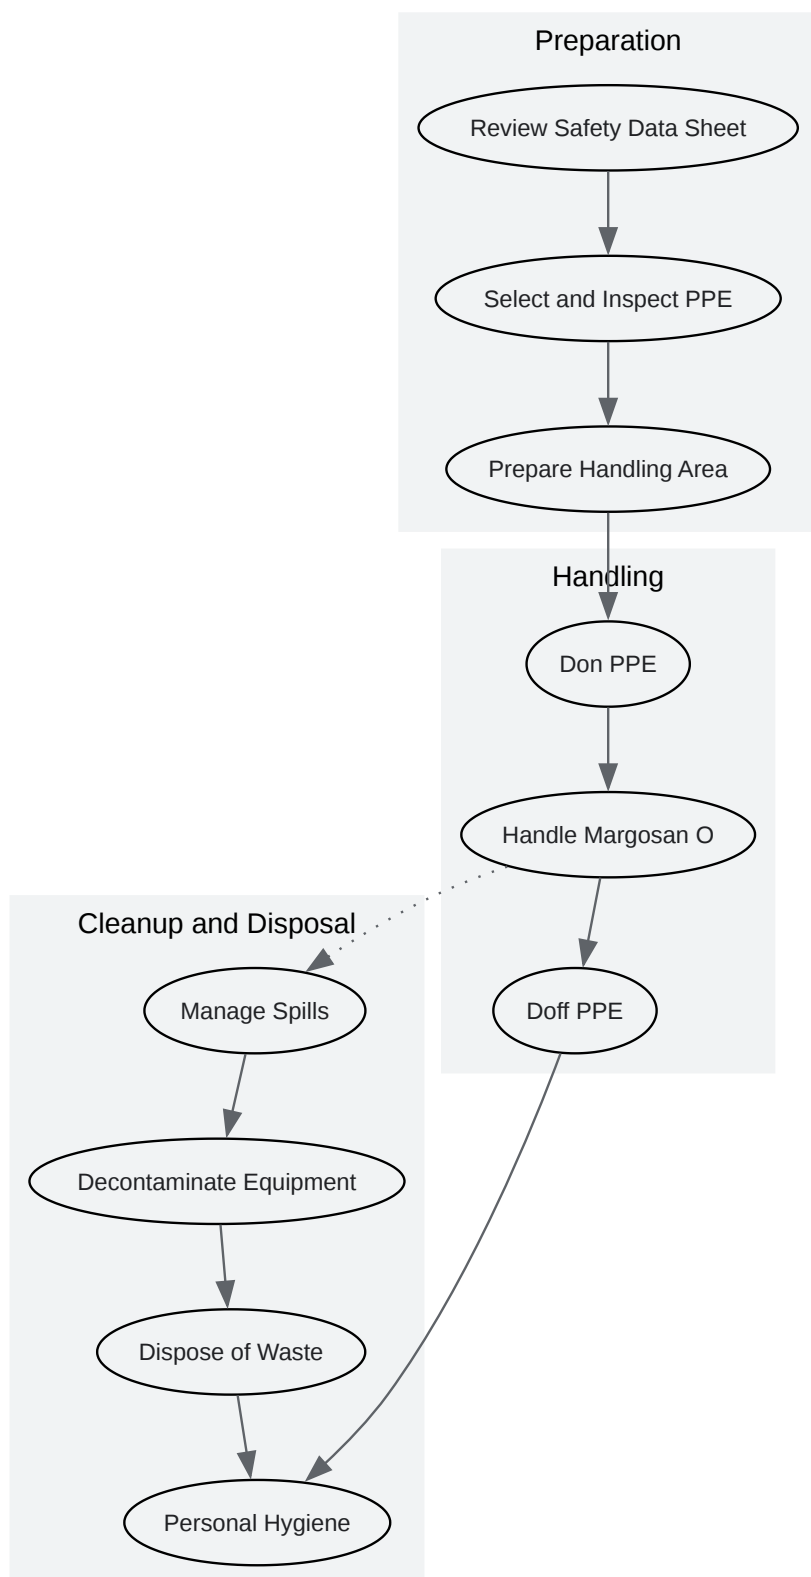 Preparation
Review Safety Data Sheet
Select and Inspect PPE
Prepare Handling Area
Handling
Don PPE
Handle Margosan O
Cleanup and Disposal
Manage Spills
Doff PPE
Decontaminate Equipment
Dispose of Waste
Personal Hygiene